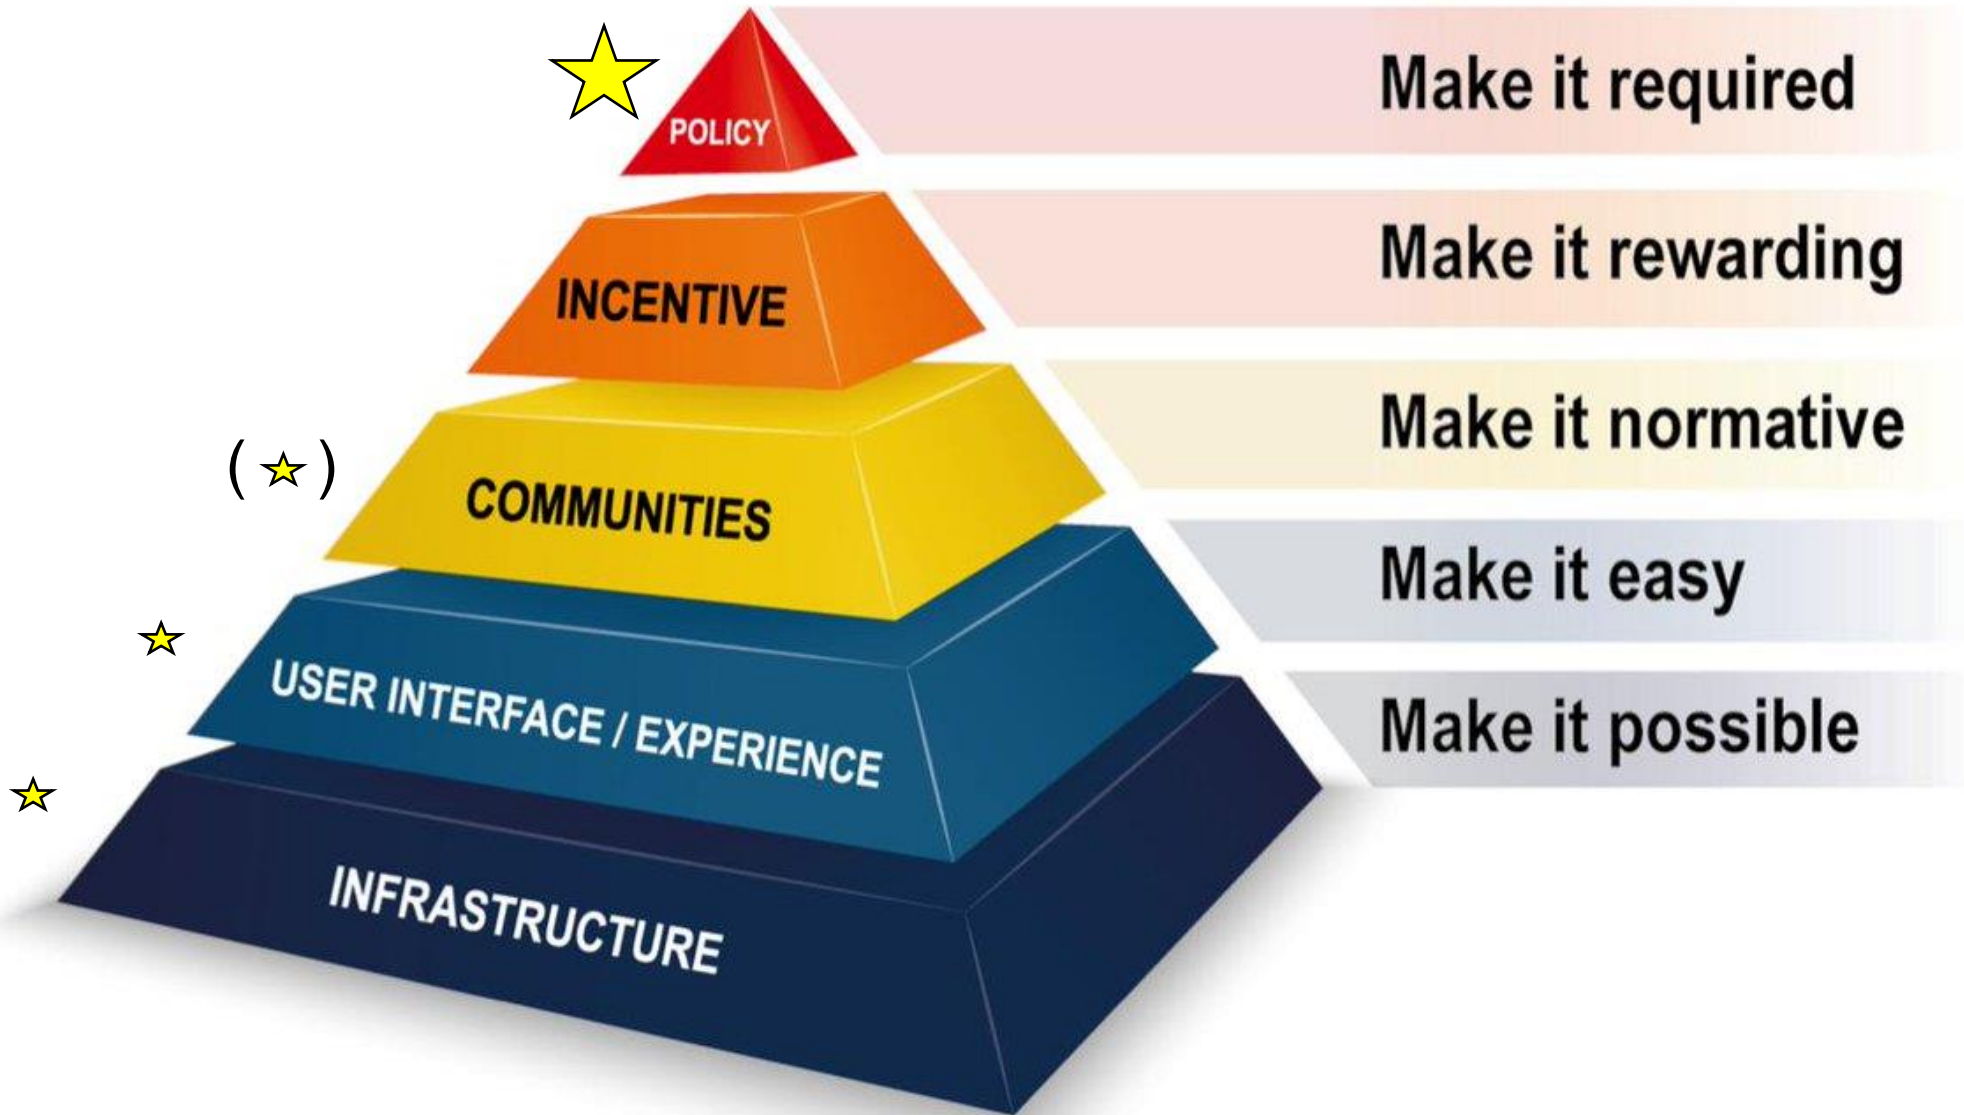 POLICY
Make it required
INCENTIVE
Make it rewarding
COMMUNITIES
Make it normative
( )
USER INTERFACE / EXPERIENCE
Make it easy
INFRASTRUCTURE
Make it possible